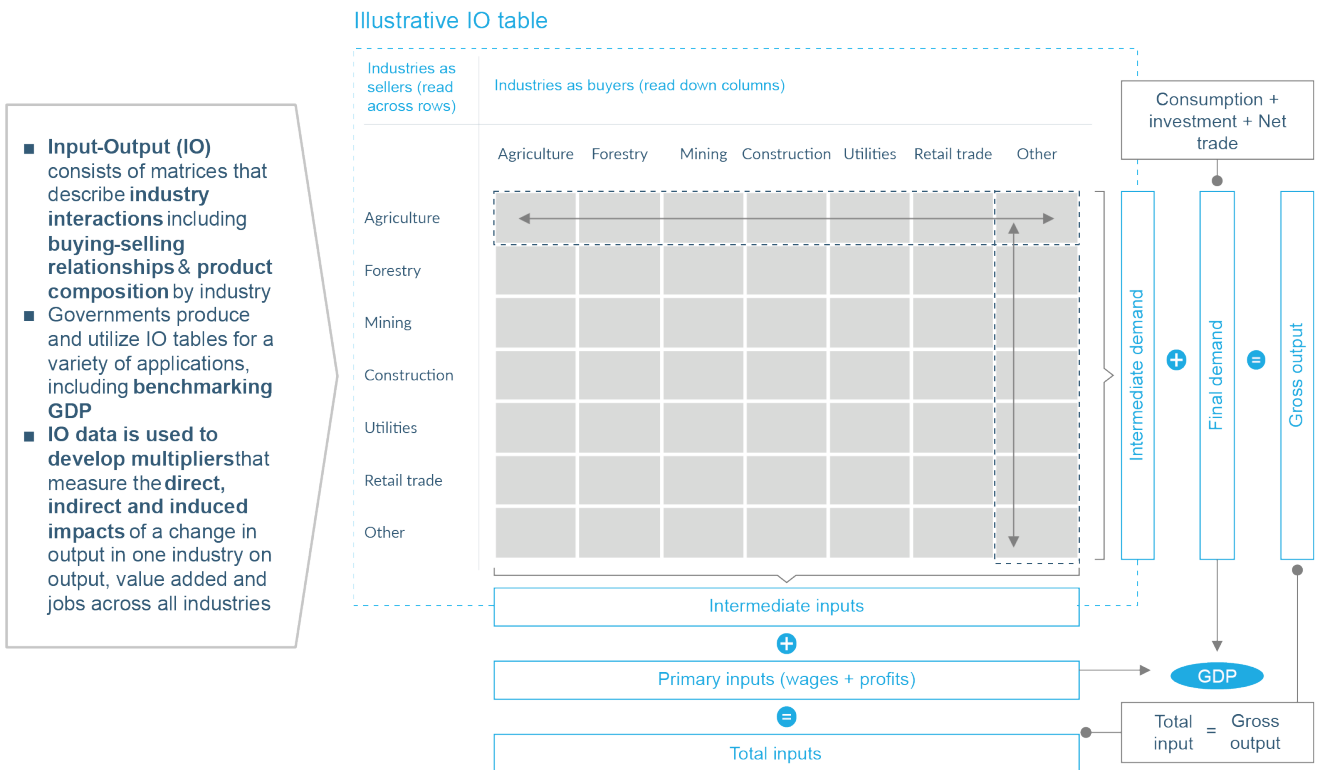 Illustrative IO table
■ Input-Output (IO)
consists of matrices that
describe industry
interactions including
buying-selling
relationships & product
composition by industry
■ Governments produce
and utilize IO tables for a
variety of applications,
including benchmarking
GDP
■ IO data is used to
develop multipliersthat
measure the direct,
indirect and induced
impacts of a change in
output in one industry on
output, value added and
jobs across all industries
Industries as
sellers (read
across rows)
Industries as buyers (read down columns)
Agriculture Forestry Mining Construction Utilities Retail trade Other
Agriculture
Forestry
Mining
Construction
Utilities
Retail trade
Other
Consumption +
investment + Net
trade
Intermediate demand
+
Final demand
=
Gross output
Intermediate inputs
+
Primary inputs (wages + profits)
GDP
=
Total inputs
Total
input
=
Gross
output